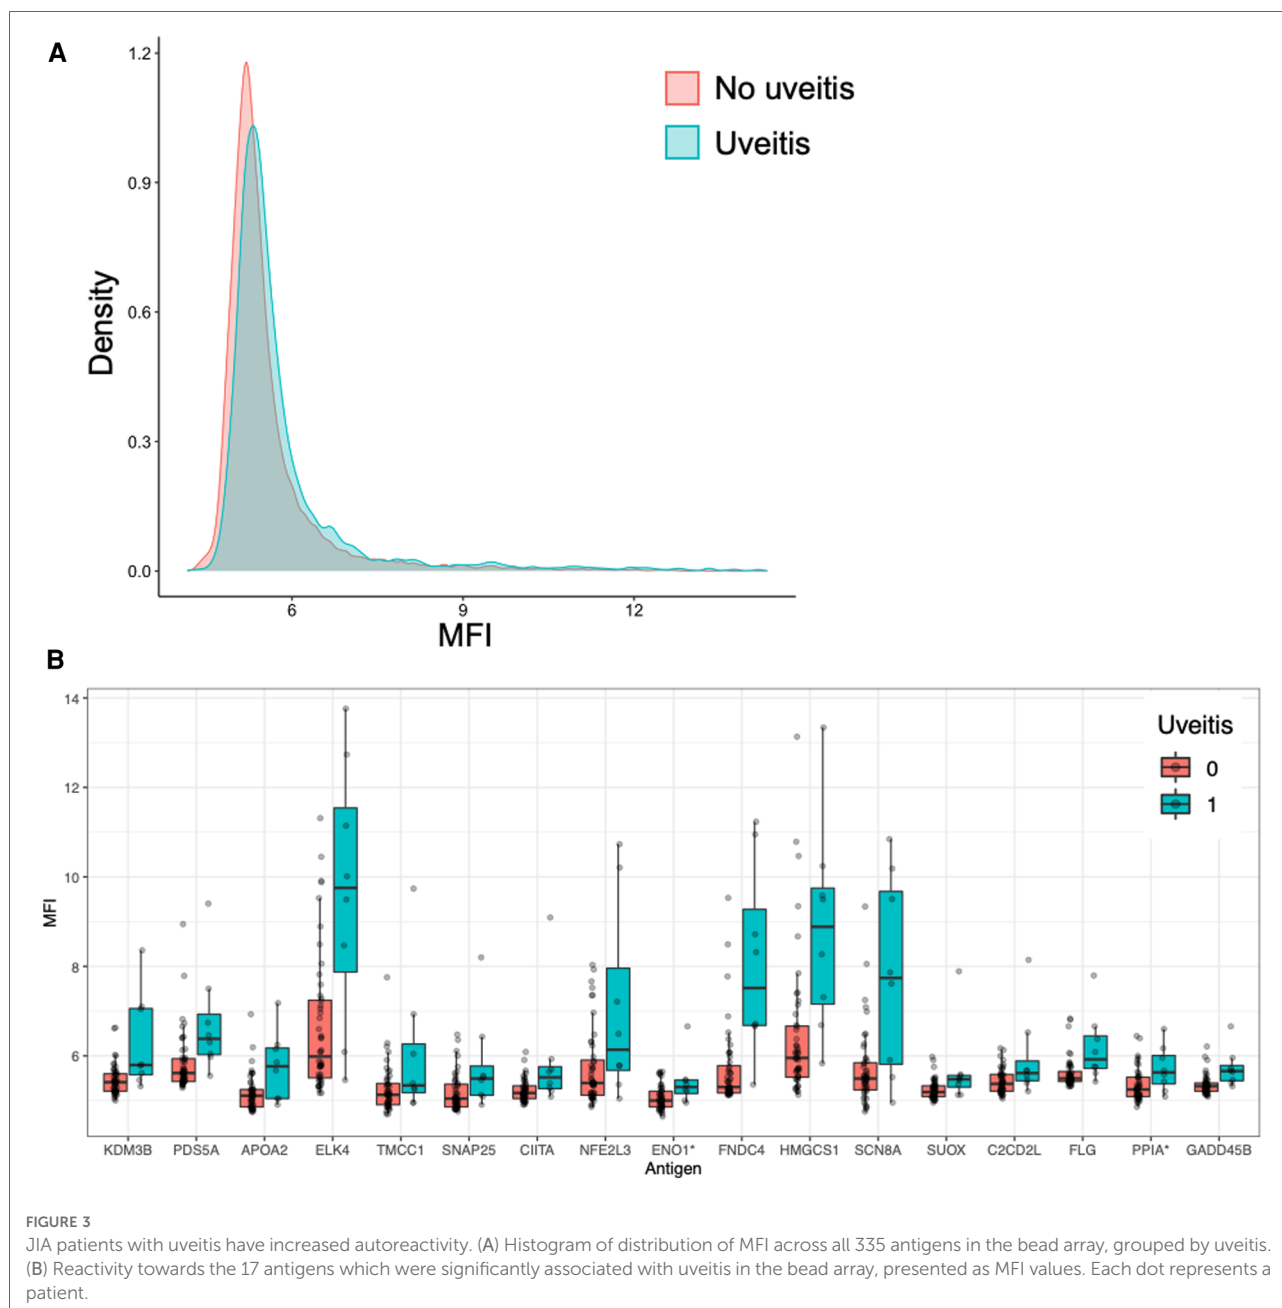 A
1.2
0.9
0.6
0.3
0.0
Density
6 9 12
MFI
No uveitis
Uveitis
B
14
12
10
8
6
MFI
Uveitis
0
1
KDM3B PDS5A APOA2 ELK4 TMCC1 SNAP25 CIITA NFE2L3 ENO1* FNDC4 HMGCS1 SCN8A SUOX C2CD2L FLG PPIA* GADD45B
Antigen
FIGURE 3
JIA patients with uveitis have increased autoreactivity. (A) Histogram of distribution of MFI across all 335 antigens in the bead array, grouped by uveitis.
(B) Reactivity towards the 17 antigens which were significantly associated with uveitis in the bead array, presented as MFI values. Each dot represents a
patient.